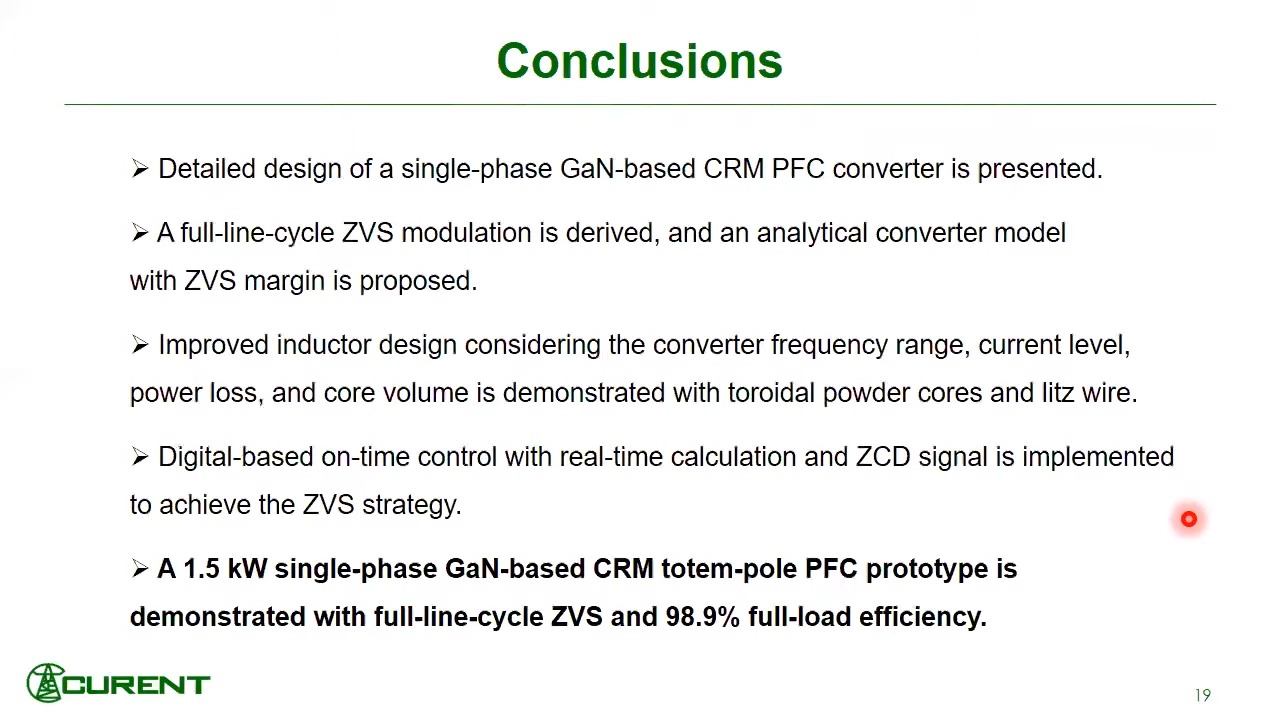 Conclusions
➢ Detailed design of a single-phase GaN-based CRM PFC converter is presented.
➢ A full-line-cycle ZVS modulation is derived, and an analytical converter model
with ZVS margin is proposed.
➢ Improved inductor design considering the converter frequency range, current level,
power loss, and core volume is demonstrated with toroidal powder cores and litz wire.
➢ Digital-based on-time control with real-time calculation and ZCD signal is implemented
to achieve the ZVS strategy.
➢ A 1.5 kW single-phase GaN-based CRM totem-pole PFC prototype is
demonstrated with full-line-cycle ZVS and 98.9% full-load efficiency.
CURENT
19